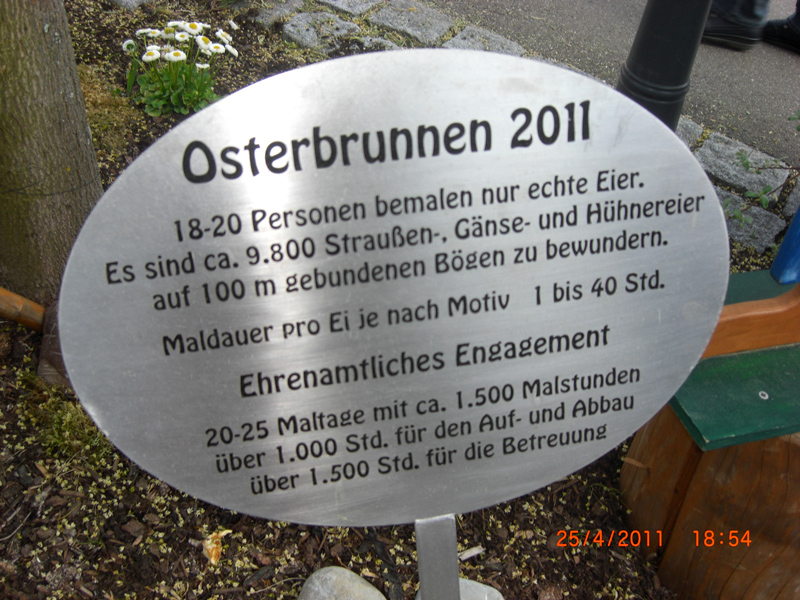 Osterbrunnen 2011
18-20 Personen bemalen nur echte Eier.
Es sind ca. 9.800 Straußen-, Gänse- und Hühnereier
auf 100 m gebundenen Bögen zu bewundern.
Maldauer pro Ei je nach Motiv 1 bis 40 Std.
Ehrenamtliches Engagement
20-25 Maltage mit ca. 1.500 Malstunden
über 1.000 Std. für den Auf- und Abbau
über 1.500 Std. für die Betreuung
25/4/2011 18:54